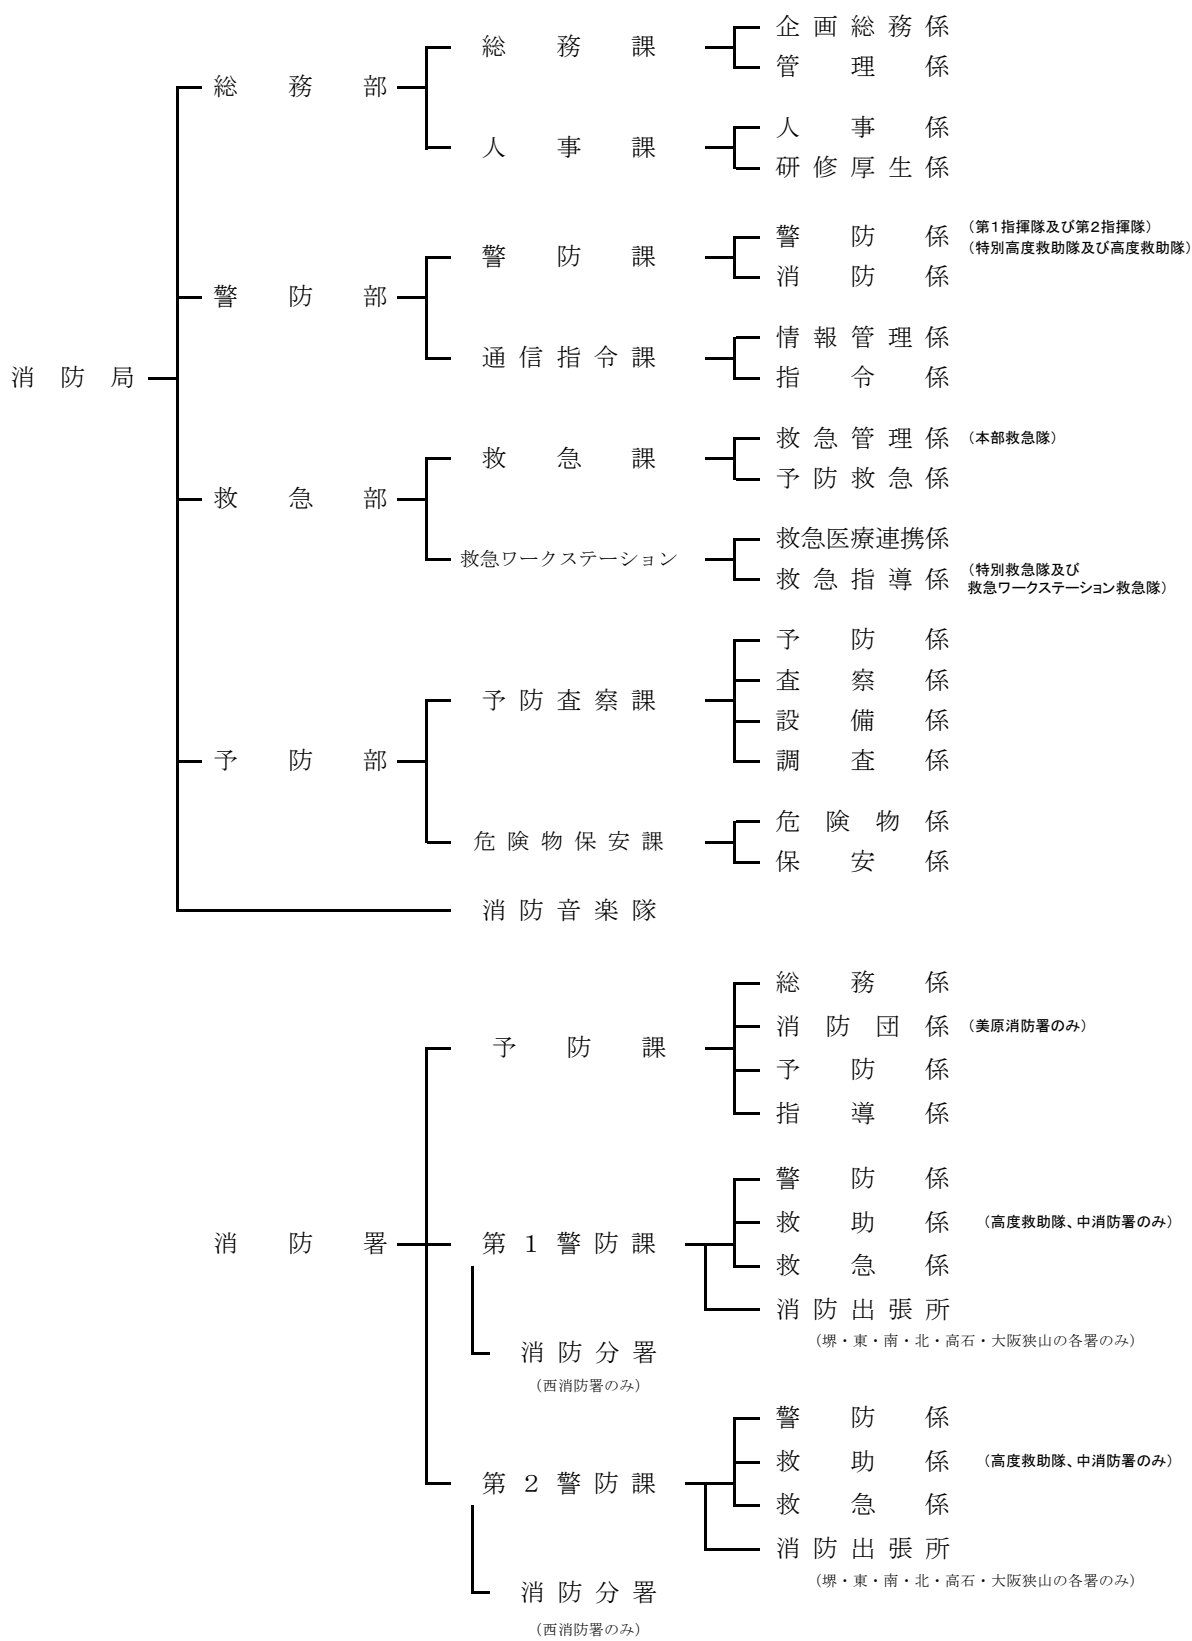 企画総務係
総務課
管理係
総務部
人事係
人事課
研修厚生係
警防係 （第１指揮隊及び第２指揮隊）
（特別高度救助隊及び高度救助隊）
警防課
消防係
警防部
情報管理係
通信指令課
指令係
消防局
救急管理係 （本部救急隊）
救急課
予防救急係
救急部
救急医療連携係
救急ワークステーション
救急指導係 （特別救急隊及び
救急ワークステーション救急隊）
予防係
査察係
予防査察課
設備係
予防部
調査係
危険物係
危険物保安課
保安係
消防音楽隊
総務係
消防団係 （美原消防署のみ）
予防課
予防係
指導係
警防係
救助係 （高度救助隊、中消防署のみ）
消防署
第１警防課
救急係
消防出張所
（堺・東・南・北・高石・大阪狭山の各署のみ）
消防分署
（西消防署のみ）
警防係
救助係 （高度救助隊、中消防署のみ）
第２警防課
救急係
消防出張所
（堺・東・南・北・高石・大阪狭山の各署のみ）
消防分署
（西消防署のみ）